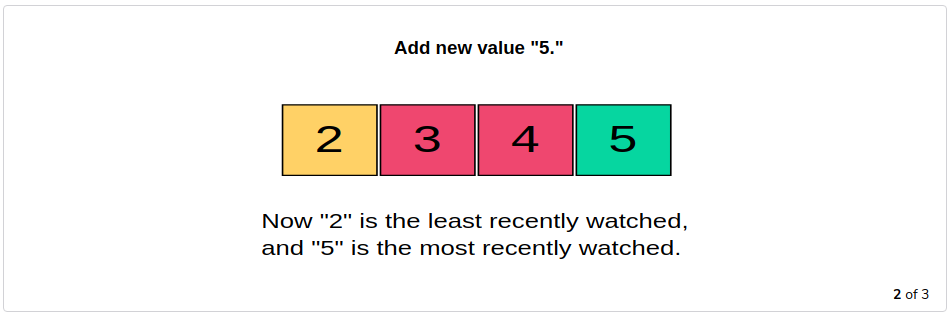 Add new value "5."
2 3 4 5
Now "2" is the least recently watched,
and "5" is the most recently watched.
2 of 3